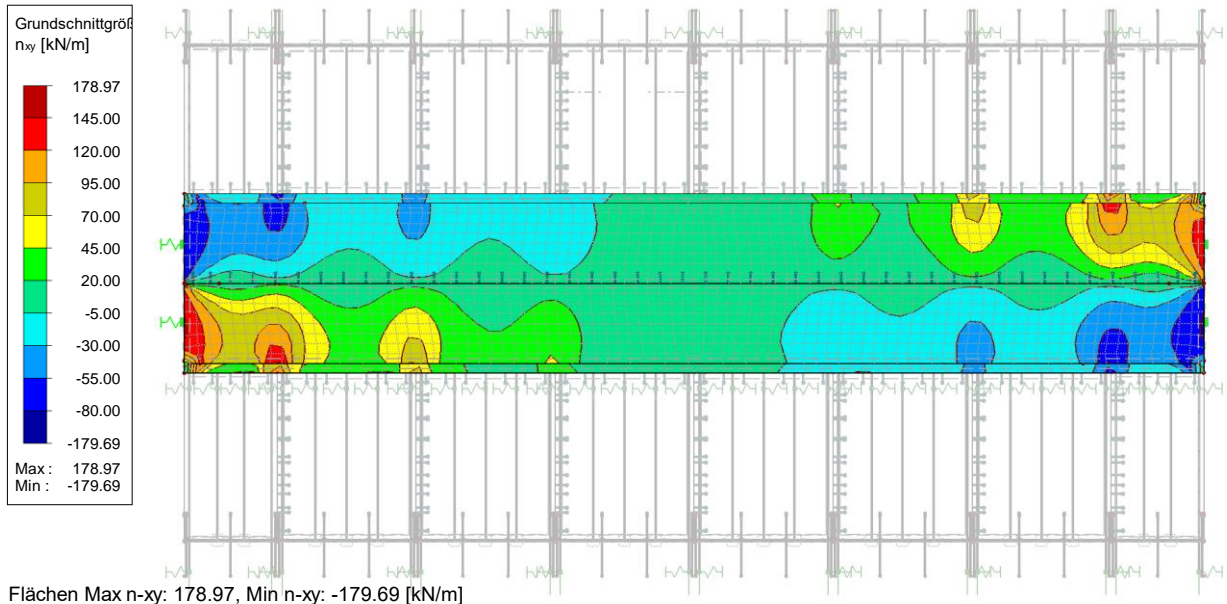 Grundschnittgröß
nxy [kN/m]
178.97
145.00
120.00
95.00
70.00
45.00
20.00
-5.00
-30.00
-55.00
-80.00
-179.69
Max : 178.97
Min : -179.69
Flächen Max n-xy: 178.97, Min n-xy: -179.69 [kN/m]